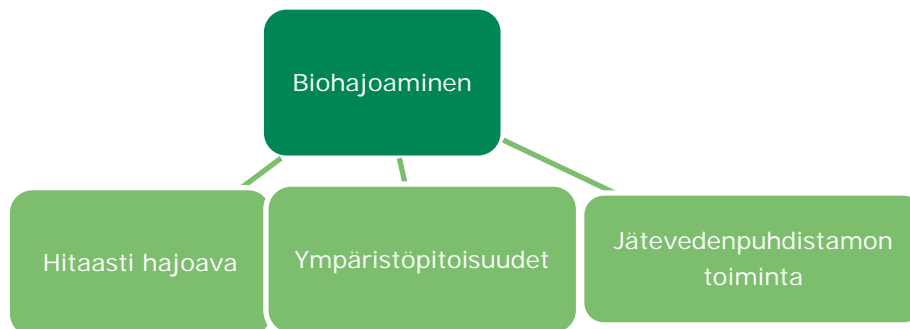 Biohajoaminen
Hitaasti hajoava
Ympäristöpitoisuudet
Jätevedenpuhdistamon
toiminta